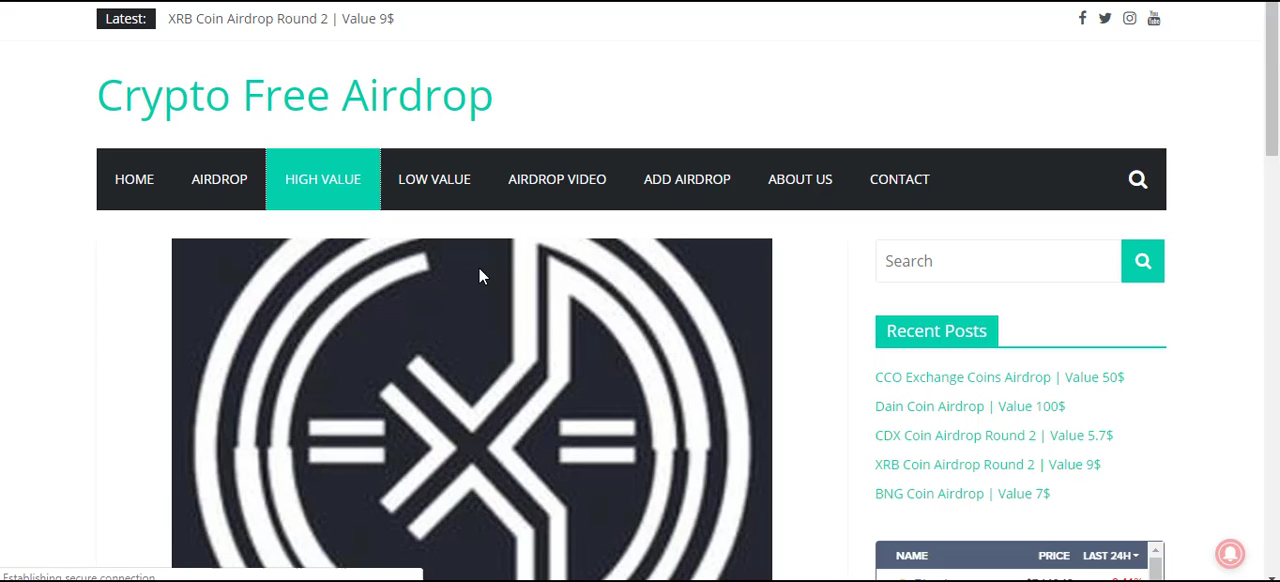 Latest: XRB Coin Airdrop Round 2 | Value 9$
Crypto Free Airdrop
HOME AIRDROP HIGH VALUE LOW VALUE AIRDROP VIDEO ADD AIRDROP ABOUT US CONTACT
Search
Recent Posts
CCO Exchange Coins Airdrop | Value 50$
Dain Coin Airdrop | Value 100$
CDX Coin Airdrop Round 2 | Value 5.7$
XRB Coin Airdrop Round 2 | Value 9$
BNG Coin Airdrop | Value 7$
NAME PRICE LAST 24H
Establishing secure connection